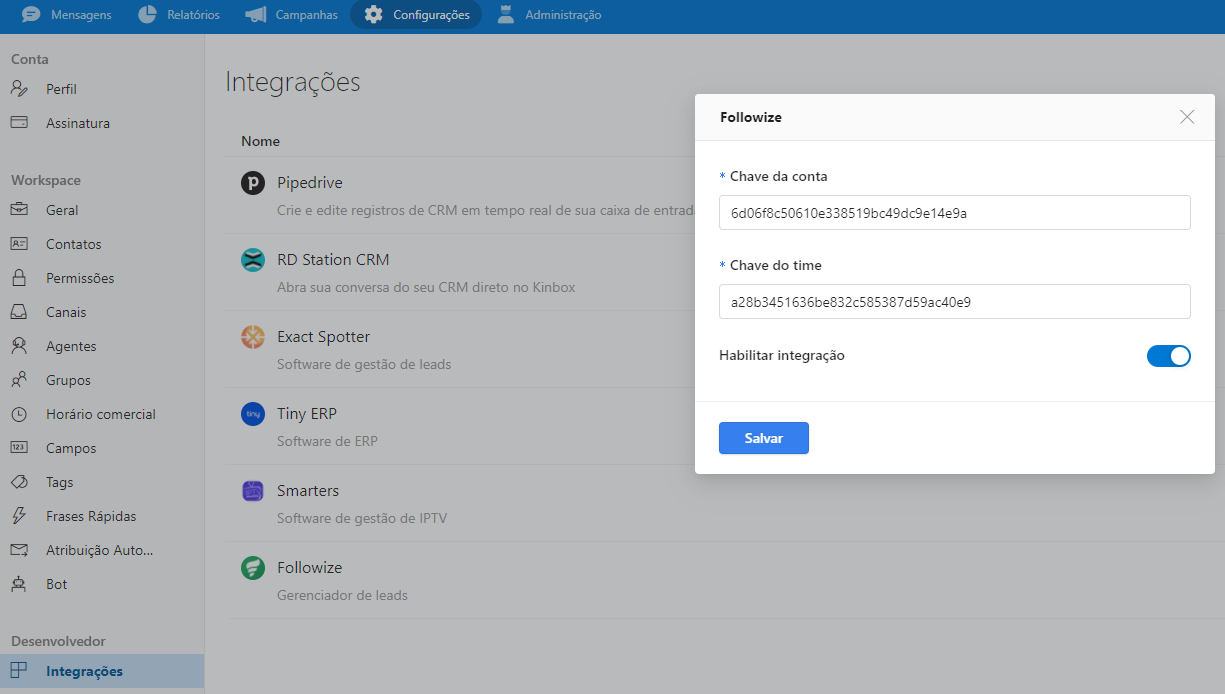 Mensagens Relatórios Campanhas Configurações Administração
Conta
Perfil
Assinatura
Workspace
Geral
Contatos
Permissões
Canais
Agentes
Grupos
Horário comercial
123 Campos
Tags
Frases Rápidas
Atribuição Auto...
Bot
Desenvolvedor
Integrações
Integrações
Nome
Pipedrive
Crie e edite registros de CRM em tempo real de sua caixa de entrad
RD Station CRM
Abra sua conversa do seu CRM direto no Kinbox
Exact Spotter
Software de gestão de leads
tiny Tiny ERP
Software de ERP
Smarters
Software de gestão de IPTV
Followize
Gerenciador de leads
Followize
* Chave da conta
6d06f8c50610e338519bc49dc9e14e9a
* Chave do time
a28b3451636be832c585387d59ac40e9
Habilitar integração
Salvar